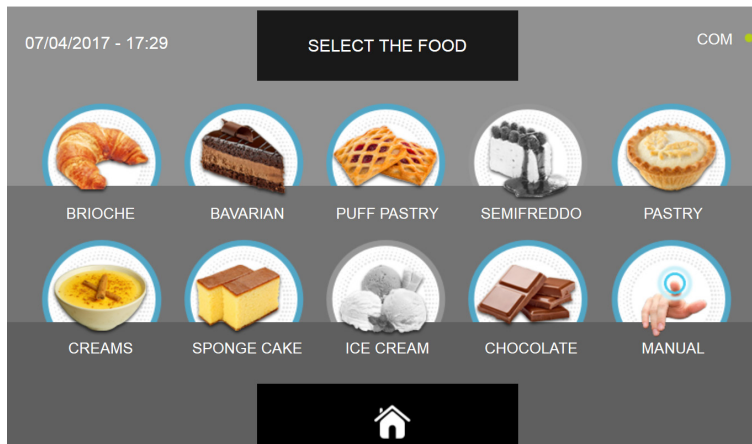 07/04/2017 - 17:29
SELECT THE FOOD
COM
BRIOCHE
BAVARIAN
PUFF PASTRY
SEMIFREDDO
PASTRY
CREAMS
SPONGE CAKE
ICE CREAM
CHOCOLATE
MANUAL